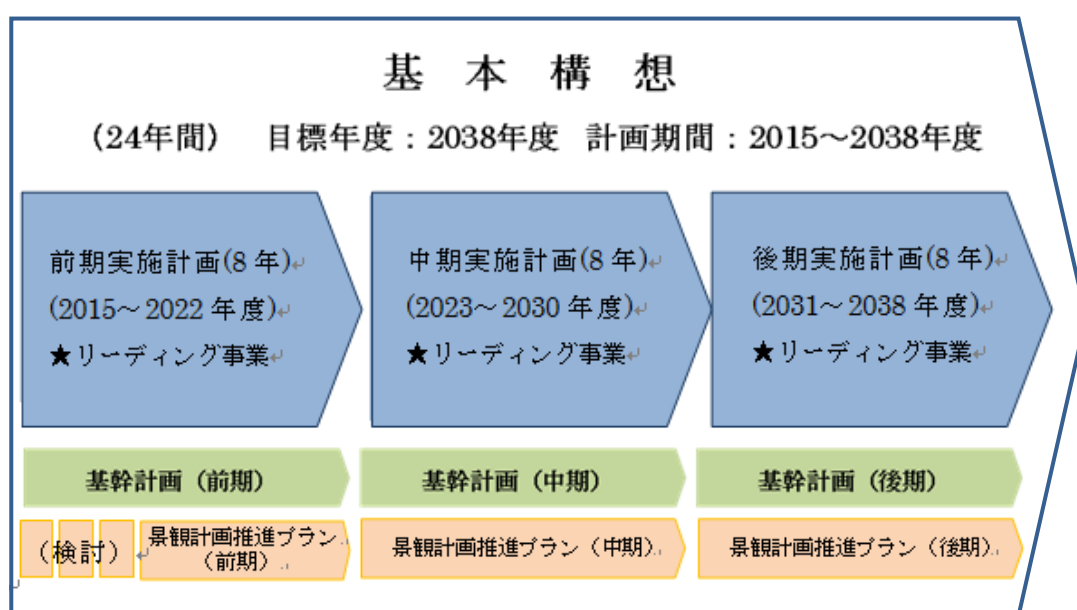 基　本　構　想
（24年間）　目標年度：2038年度　計画期間：2015～2038年度
前期実施計画(8 年)
(2015～2022 年度)
★リーディング事業
中期実施計画(8 年)
(2023～2030 年度)
★リーディング事業
後期実施計画(8 年)
(2031～2038 年度)
★リーディング事業
基幹計画（前期）
基幹計画（中期）
基幹計画（後期）
（検討）
景観計画推進プラン
（前期）
景観計画推進プラン（中期）
景観計画推進プラン（後期）